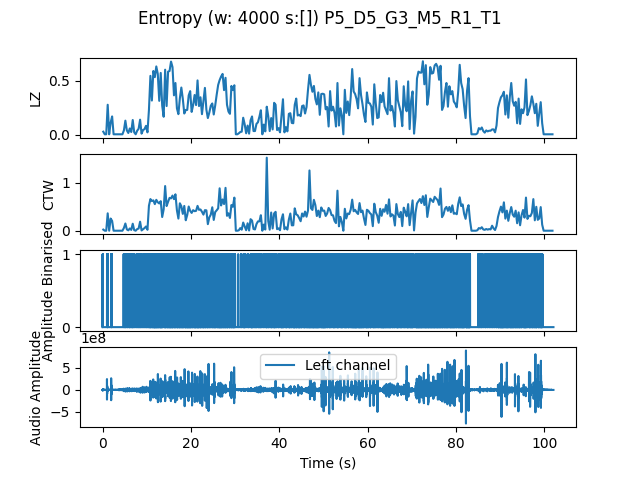 Entropy (w: 4000 s:[]) P5_D5_G3_M5_R1_T1
0.5
0.0
LZ
1
0
CTW
1
0
Amplitude Binarised
1e8
5
0
−5
Audio Amplitude
Left channel
0 20 40 60 80 100
Time (s)